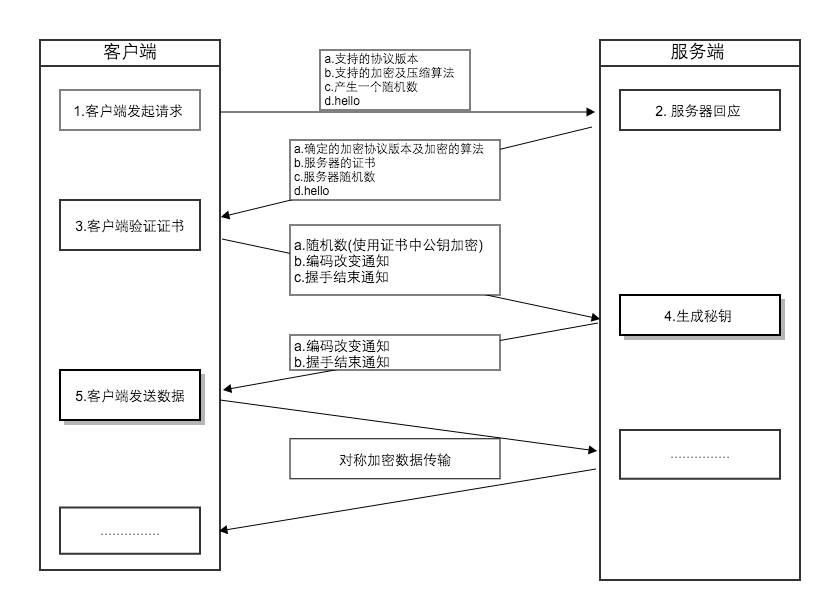 客户端
服务端
a.支持的协议版本
b.支持的加密及压缩算法
c.产生一个随机数
d.hello
1.客户端发起请求
2. 服务器回应
a.确定的加密协议版本及加密的算法
b.服务器的证书
c.服务器随机数
d.hello
3.客户端验证证书
a.随机数(使用证书中公钥加密)
b.编码改变通知
c.握手结束通知
4.生成秘钥
a.编码改变通知
b.握手结束通知
5.客户端发送数据
对称加密数据传输
..............
..............